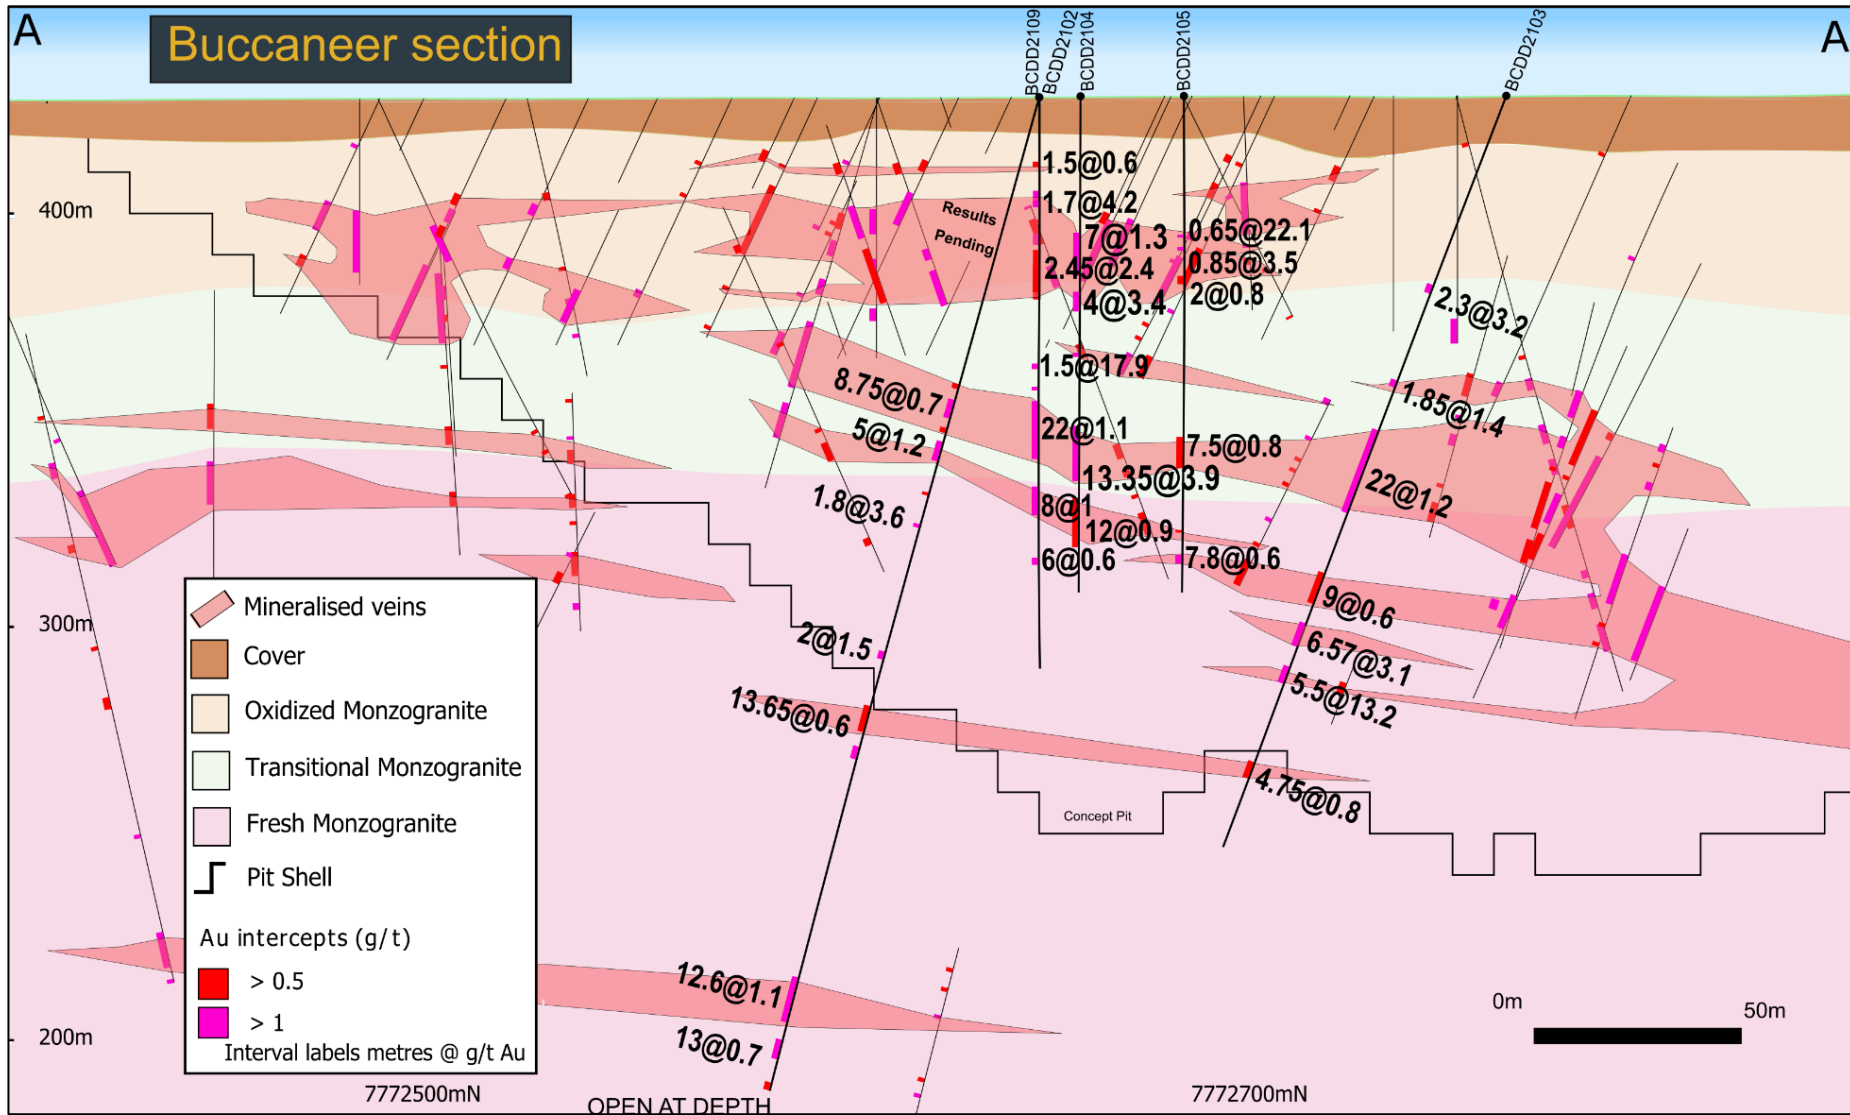 A
Buccaneer section
BCDD2109
BCDD2102
BCDD2104
BCDD2105
BCDD2103
A
1.5@0.6
1.7@4.2
Results
Pending
7@1.3
0.65@22.1
2.45@2.4
0.85@3.5
4@3.4
2@0.8
2.3@3.2
400m
1.5@17.9
8.75@0.7
1.85@1.4
5@1.2
22@1.1
7.5@0.8
13.35@3.9
22@1.2
1.8@3.6
8@1
12@0.9
6@0.6
7.8@0.6
9@0.6
300m
2@1.5
6.57@3.1
5.5@13.2
13.65@0.6
4.75@0.8
Concept Pit
Mineralised veins
Cover
Oxidized Monzogranite
Transitional Monzogranite
Fresh Monzogranite
Pit Shell
Au intercepts (g/t)
> 0.5
> 1
Interval labels metres @ g/t Au
12.6@1.1
13@0.7
0m
50m
200m
7772500mN
7772700mN
OPEN AT DEPTH